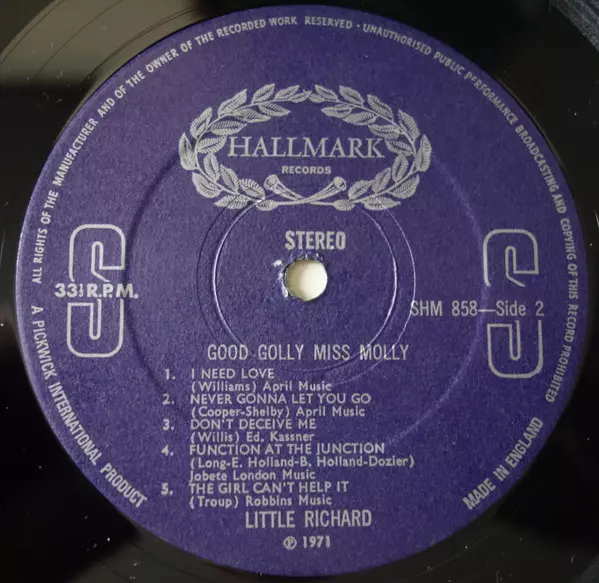 ALL RIGHTS OF THE MANUFACTURER AND OF THE OWNER OF THE RECORDED WORK RESERVED - UNAUTHORISED PUBLIC PERFORMANCE BROADCASTING AND COPYING OF THIS RECORD PROHIBITED
HALLMARK
RECORDS
STEREO
S
S
33⅓ R.P.M.
SHM 858—Side 2
GOOD GOLLY MISS MOLLY
1. I NEED LOVE
(Williams) April Music
2. NEVER GONNA LET YOU GO
(Cooper-Shelby) April Music
3. DON'T DECEIVE ME
(Willis) Ed. Kassner
4. FUNCTION AT THE JUNCTION
(Long-E. Holland-B. Holland-Dozier)
Jobete London Music
5. THE GIRL CAN'T HELP IT
(Troup) Robbins Music
LITTLE RICHARD
℗ 1971
A PICKWICK INTERNATIONAL PRODUCT
MADE IN ENGLAND